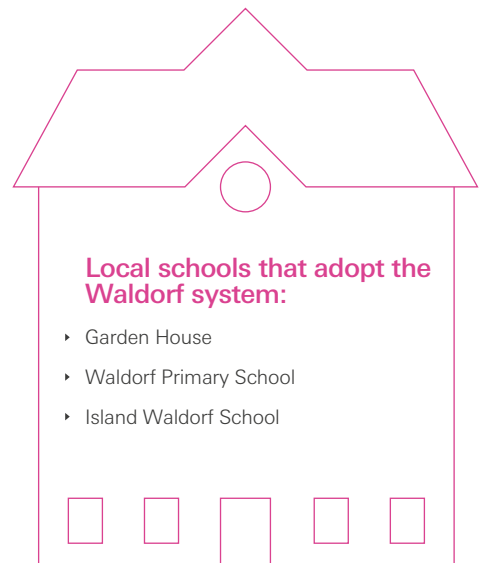 Local schools that adopt the
Waldorf system:
‣ Garden House
‣ Waldorf Primary School
‣ Island Waldorf School